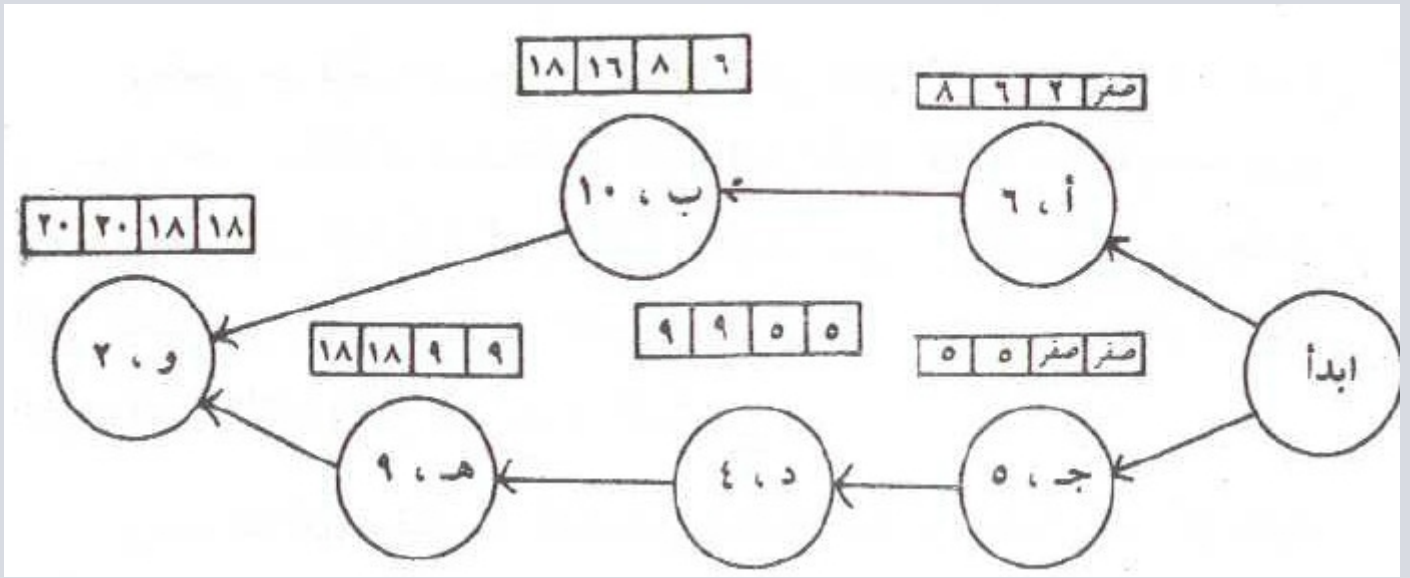 ٦ ٨ ١٦ ١٨
صفر ٢ ٦ ٨
أ ، ٦
ب ، ١٠
١٨ ١٨ ٢٠ ٢٠
و ، ٢
ابدأ
صفر صفر ٥ ٥
٥ ٥ ٩ ٩
٩ ٩ ١٨ ١٨
جـ ، ٥
د ، ٤
هـ ، ٩